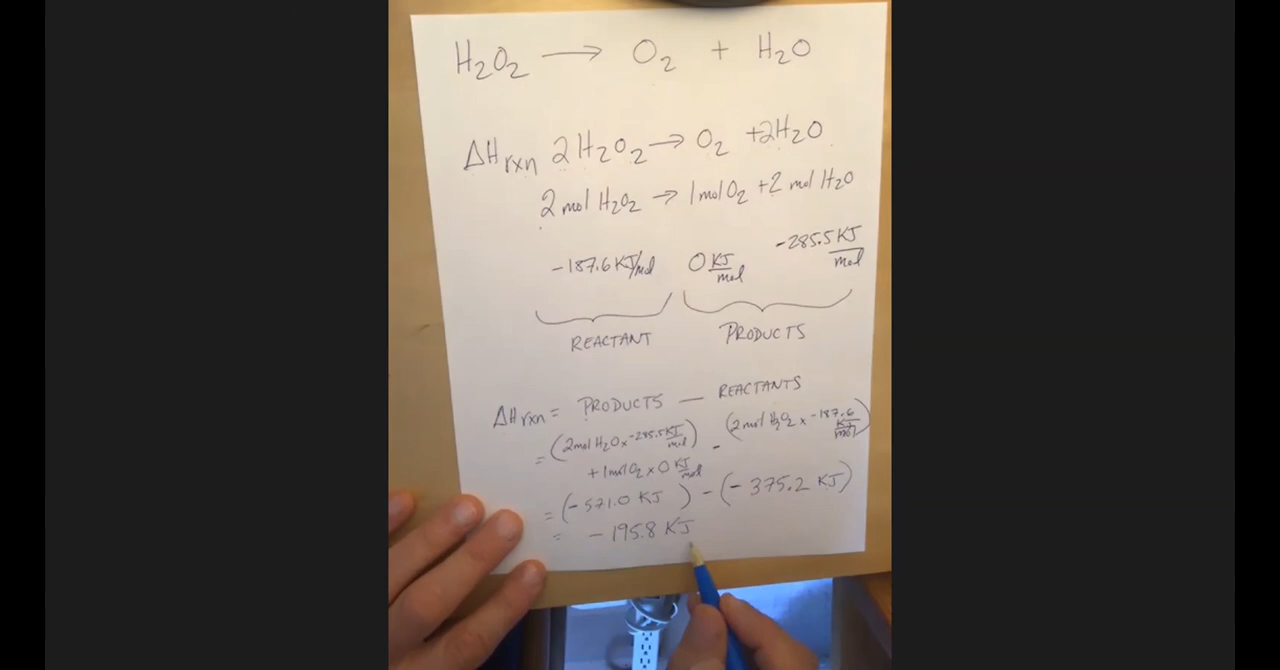 H₂O₂ → O₂ + H₂O
ΔHrxn 2H₂O₂ → O₂ + 2H₂O
2 mol H₂O₂ → 1 mol O₂ + 2 mol H₂O
-187.6 KJ/mol 0 KJ/mol -285.5 KJ/mol
REACTANT PRODUCTS
ΔHrxn = PRODUCTS — REACTANTS
= (2 mol H₂O x -285.5 KJ/mol + 1 mol O₂ x 0 KJ/mol) - (2 mol H₂O₂ x -187.6 KJ/mol)
= (-571.0 KJ) - (-375.2 KJ)
= -195.8 KJ